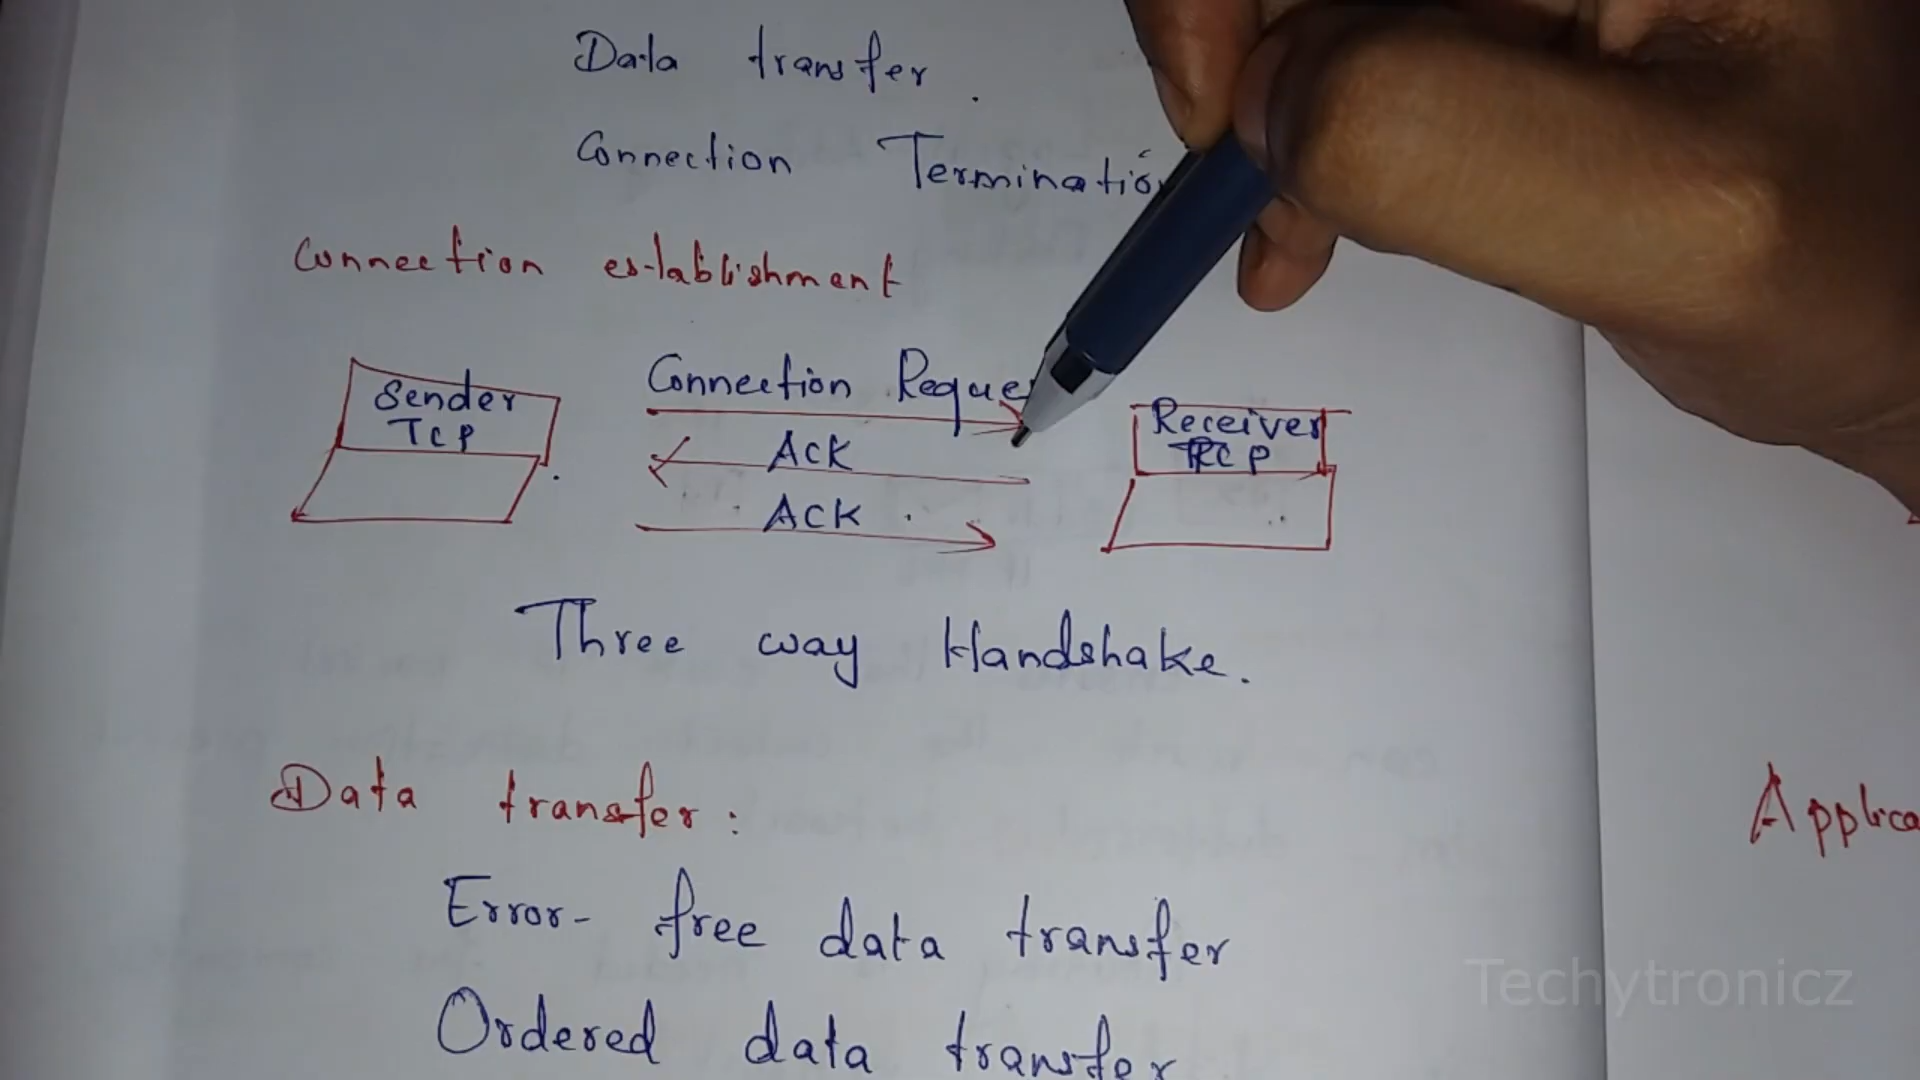 Data transfer.
Connection Termination
Connection establishment
Sender
TCP
Connection Reque
Ack
Ack
Receiver
TCP
Three way Handshake.
Data transfer:
Error-free data transfer
Ordered data transfer
Applica
Techytronicz